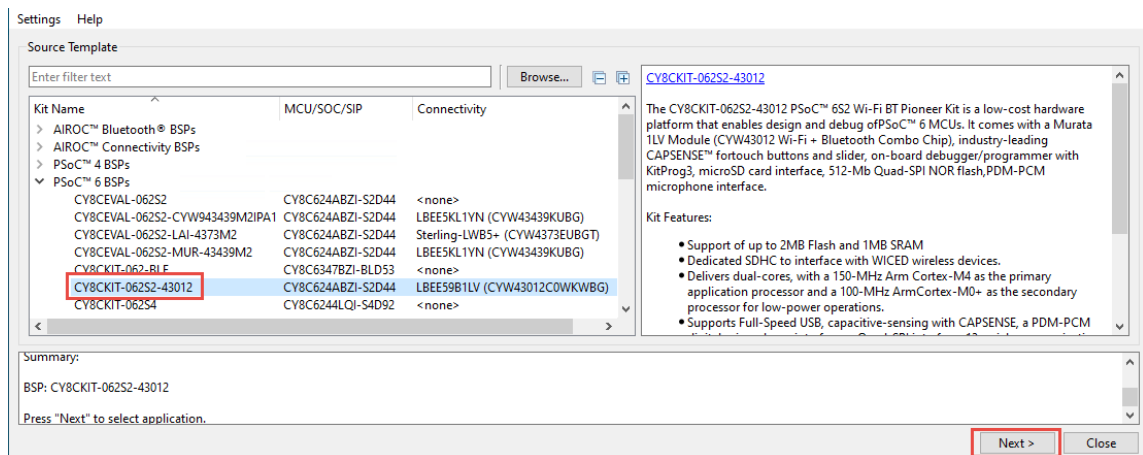 Settings Help
Source Template
Enter filter text
Browse...
Kit Name MCU/SOC/SIP Connectivity
AIROC™ Bluetooth® BSPs
AIROC™ Connectivity BSPs
PSoC™ 4 BSPs
PSoC™ 6 BSPs
CY8CEVAL-062S2 CY8C624ABZI-S2D44 <none>
CY8CEVAL-062S2-CYW943439M2IPA1 CY8C624ABZI-S2D44 LBEE5KL1YN (CYW43439KUBG)
CY8CEVAL-062S2-LAI-4373M2 CY8C624ABZI-S2D44 Sterling-LWB5+ (CYW4373EUBGT)
CY8CEVAL-062S2-MUR-43439M2 CY8C624ABZI-S2D44 LBEE5KL1YN (CYW43439KUBG)
CY8CKIT-062-BLE CY8C6347BZI-BLD53 <none>
CY8CKIT-062S2-43012 CY8C624ABZI-S2D44 LBEE59B1LV (CYW43012C0WKWBG)
CY8CKIT-062S4 CY8C6244LQI-S4D92 <none>
CY8CKIT-062S2-43012
The CY8CKIT-062S2-43012 PSoC™ 6S2 Wi-Fi BT Pioneer Kit is a low-cost hardware
platform that enables design and debug ofPSoC™ 6 MCUs. It comes with a Murata
1LV Module (CYW43012 Wi-Fi + Bluetooth Combo Chip), industry-leading
CAPSENSE™ fortouch buttons and slider, on-board debugger/programmer with
KitProg3, microSD card interface, 512-Mb Quad-SPI NOR flash,PDM-PCM
microphone interface.
Kit Features:
• Support of up to 2MB Flash and 1MB SRAM
• Dedicated SDHC to interface with WICED wireless devices.
• Delivers dual-cores, with a 150-MHz Arm Cortex-M4 as the primary
application processor and a 100-MHz ArmCortex-M0+ as the secondary
processor for low-power operations.
• Supports Full-Speed USB, capacitive-sensing with CAPSENSE, a PDM-PCM
Summary:
BSP: CY8CKIT-062S2-43012
Press "Next" to select application.
Next > Close